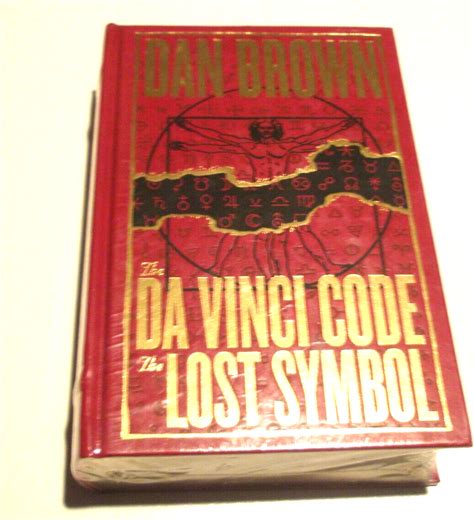 DAN BROWN
The
DA VINCI CODE
The
LOST SYMBOL